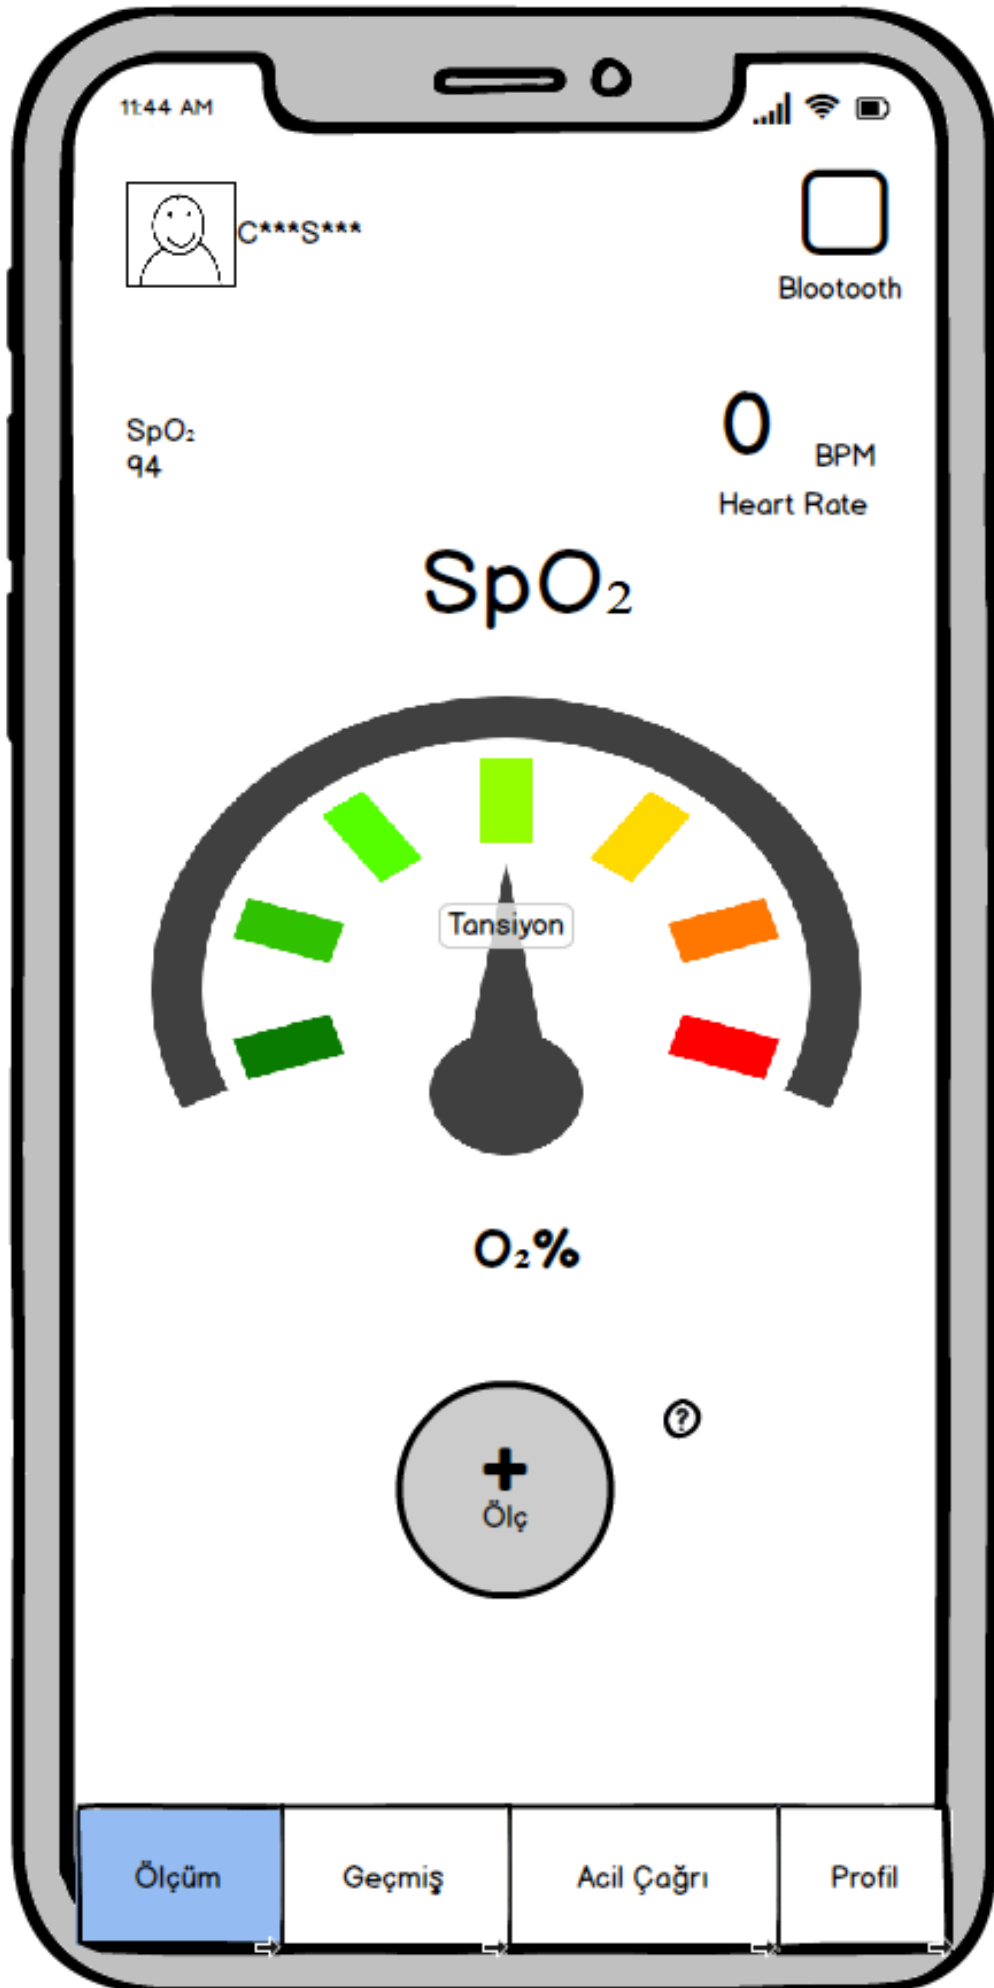 11:44 AM
C***S***
Blootooth
SpO₂
94
0 BPM
Heart Rate
SpO₂
Tansiyon
O₂%
?
+
Ölç
Ölçüm
Geçmiş
Acil Çağrı
Profil